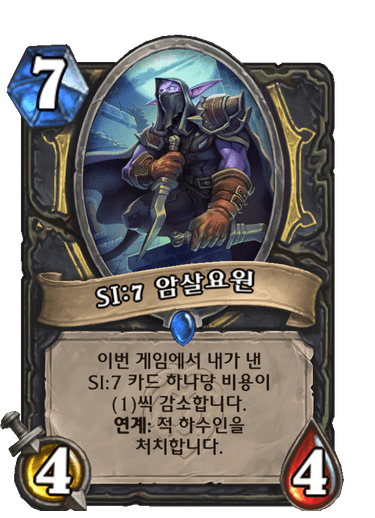 7
SI:7 암살요원
이번 게임에서 내가 낸
SI:7 카드 하나당 비용이
(1)씩 감소합니다.
연계: 적 하수인을
처치합니다.
4
4